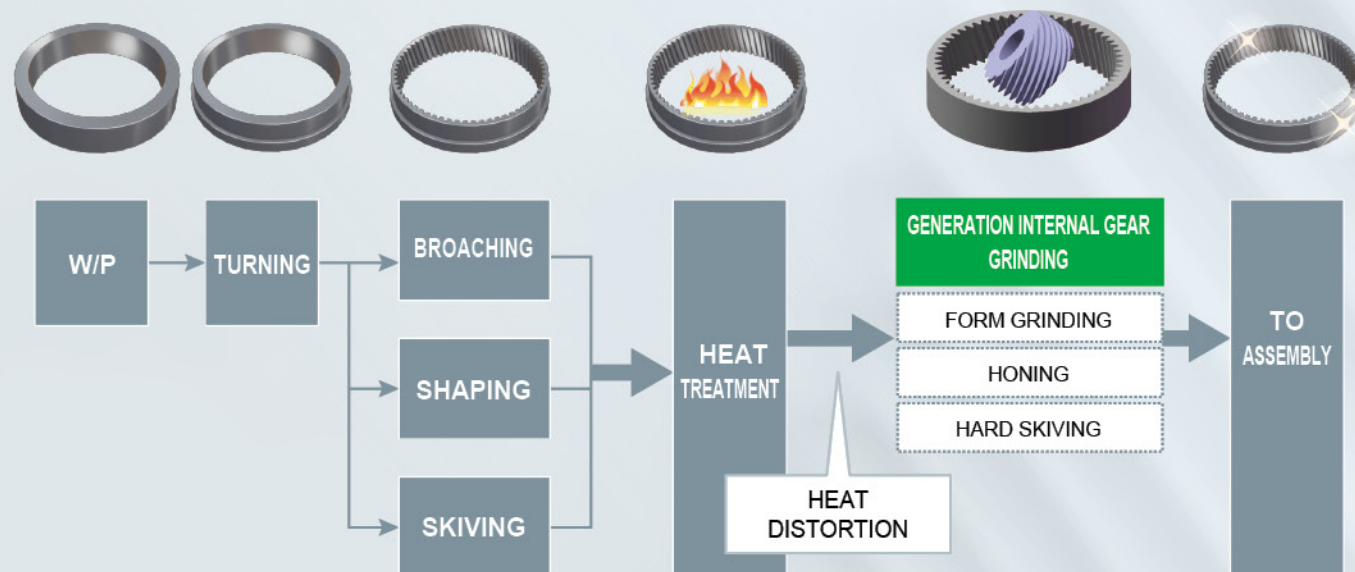 W/P
TURNING
BROACHING
SHAPING
SKIVING
HEAT
TREATMENT
HEAT
DISTORTION
GENERATION INTERNAL GEAR
GRINDING
FORM GRINDING
HONING
HARD SKIVING
TO
ASSEMBLY